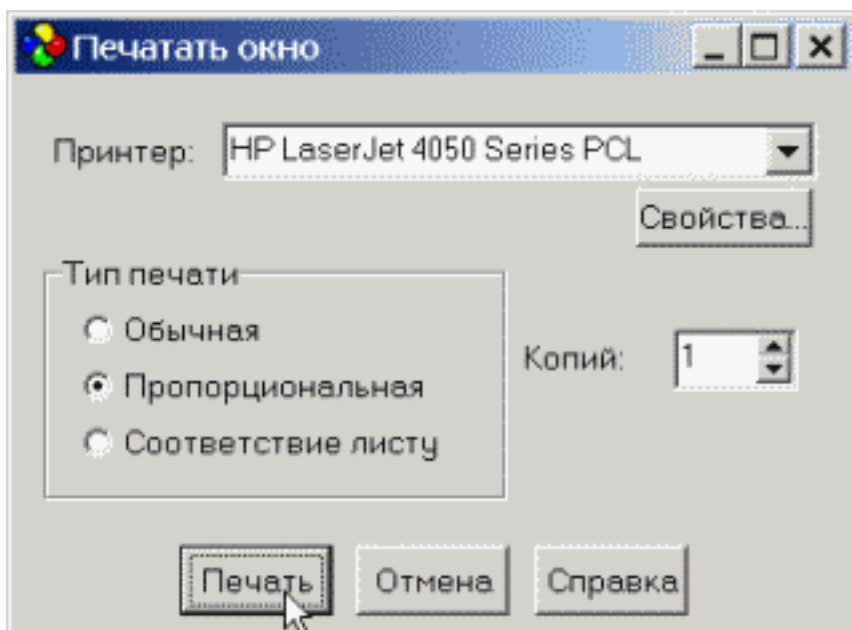 Печатать окно
Принтер: HP LaserJet 4050 Series PCL
Свойства...
Тип печати
Обычная
Пропорциональная
Соответствие листу
Копий: 1
Печать Отмена Справка